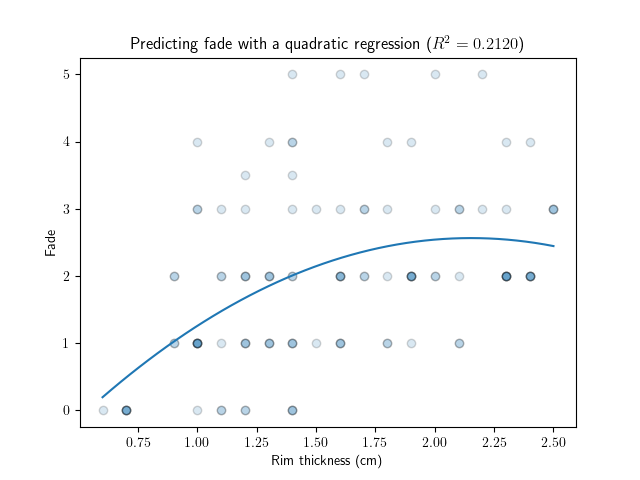 Predicting fade with a quadratic regression (R² = 0.2120)
5
4
3
2
1
0
Fade
0.75 1.00 1.25 1.50 1.75 2.00 2.25 2.50
Rim thickness (cm)